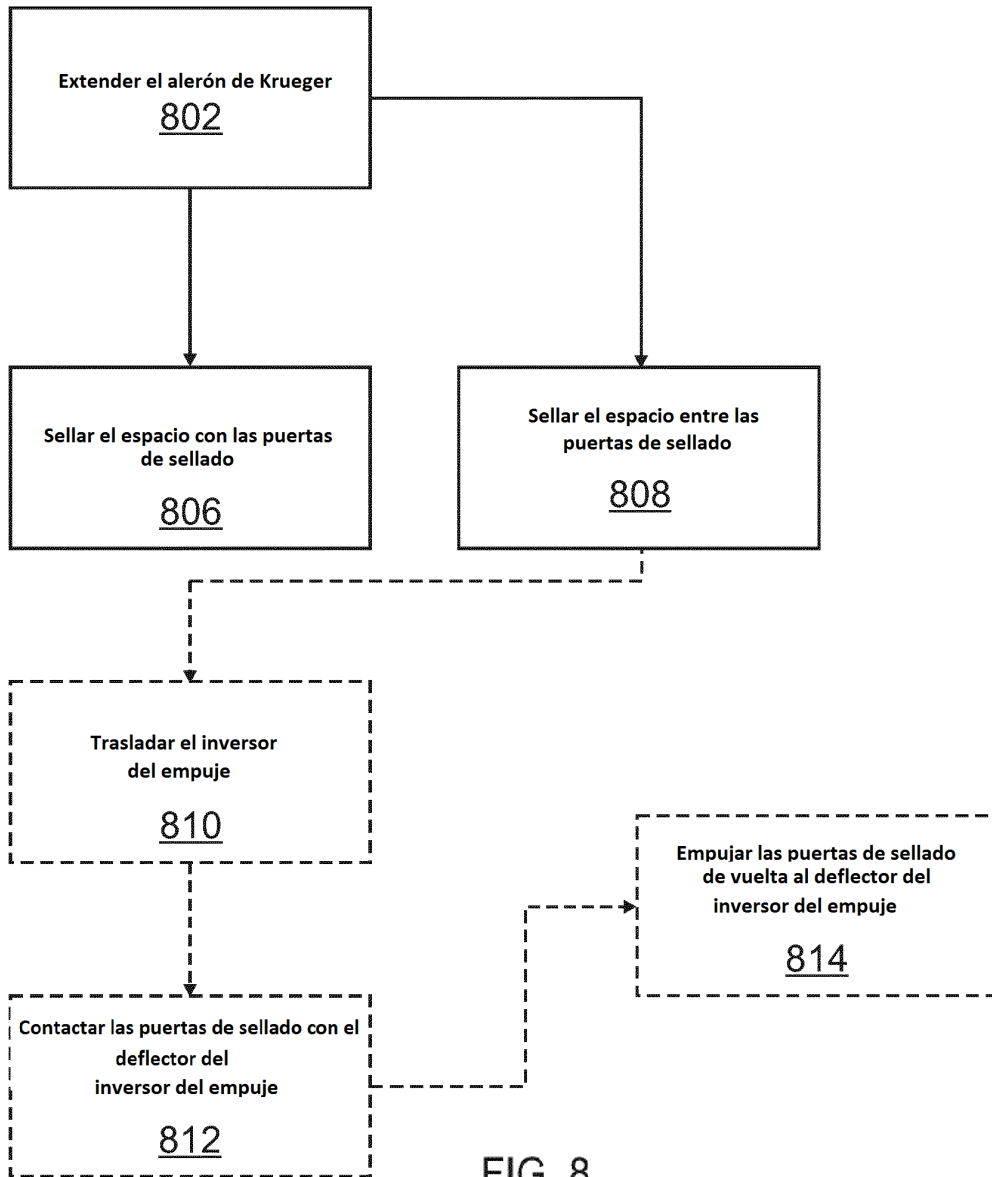 Extender el alerón de Krueger
802
Sellar el espacio con las puertas
de sellado
806
Sellar el espacio entre las
puertas de sellado
808
Trasladar el inversor
del empuje
810
Empujar las puertas de sellado
de vuelta al deflector del
inversor del empuje
814
Contactar las puertas de sellado con el
deflector del
inversor del empuje
812
FIG. 8